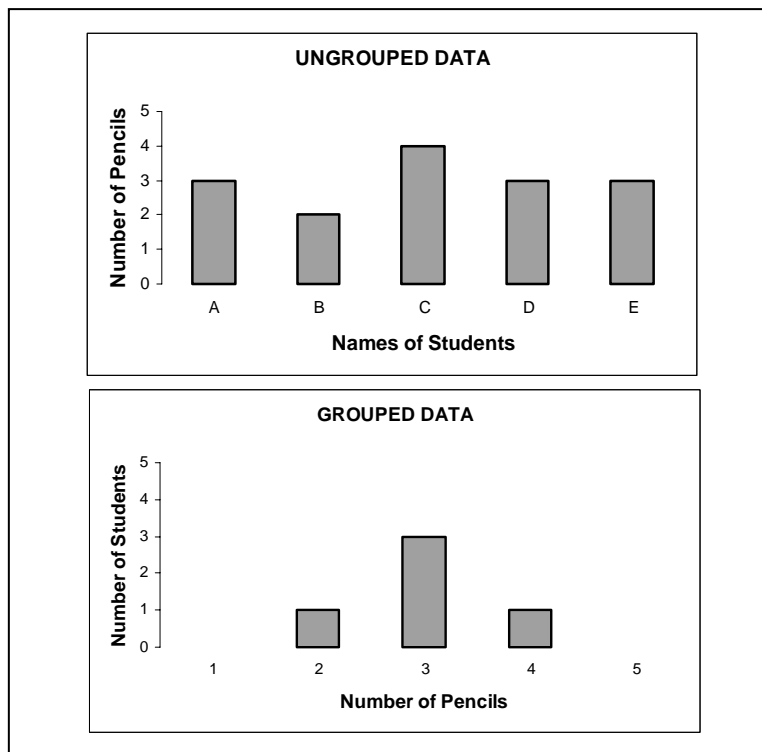 UNGROUPED DATA
Number of Pencils
5
4
3
2
1
0
A B C D E
Names of Students
GROUPED DATA
Number of Students
5
4
3
2
1
0
1 2 3 4 5
Number of Pencils